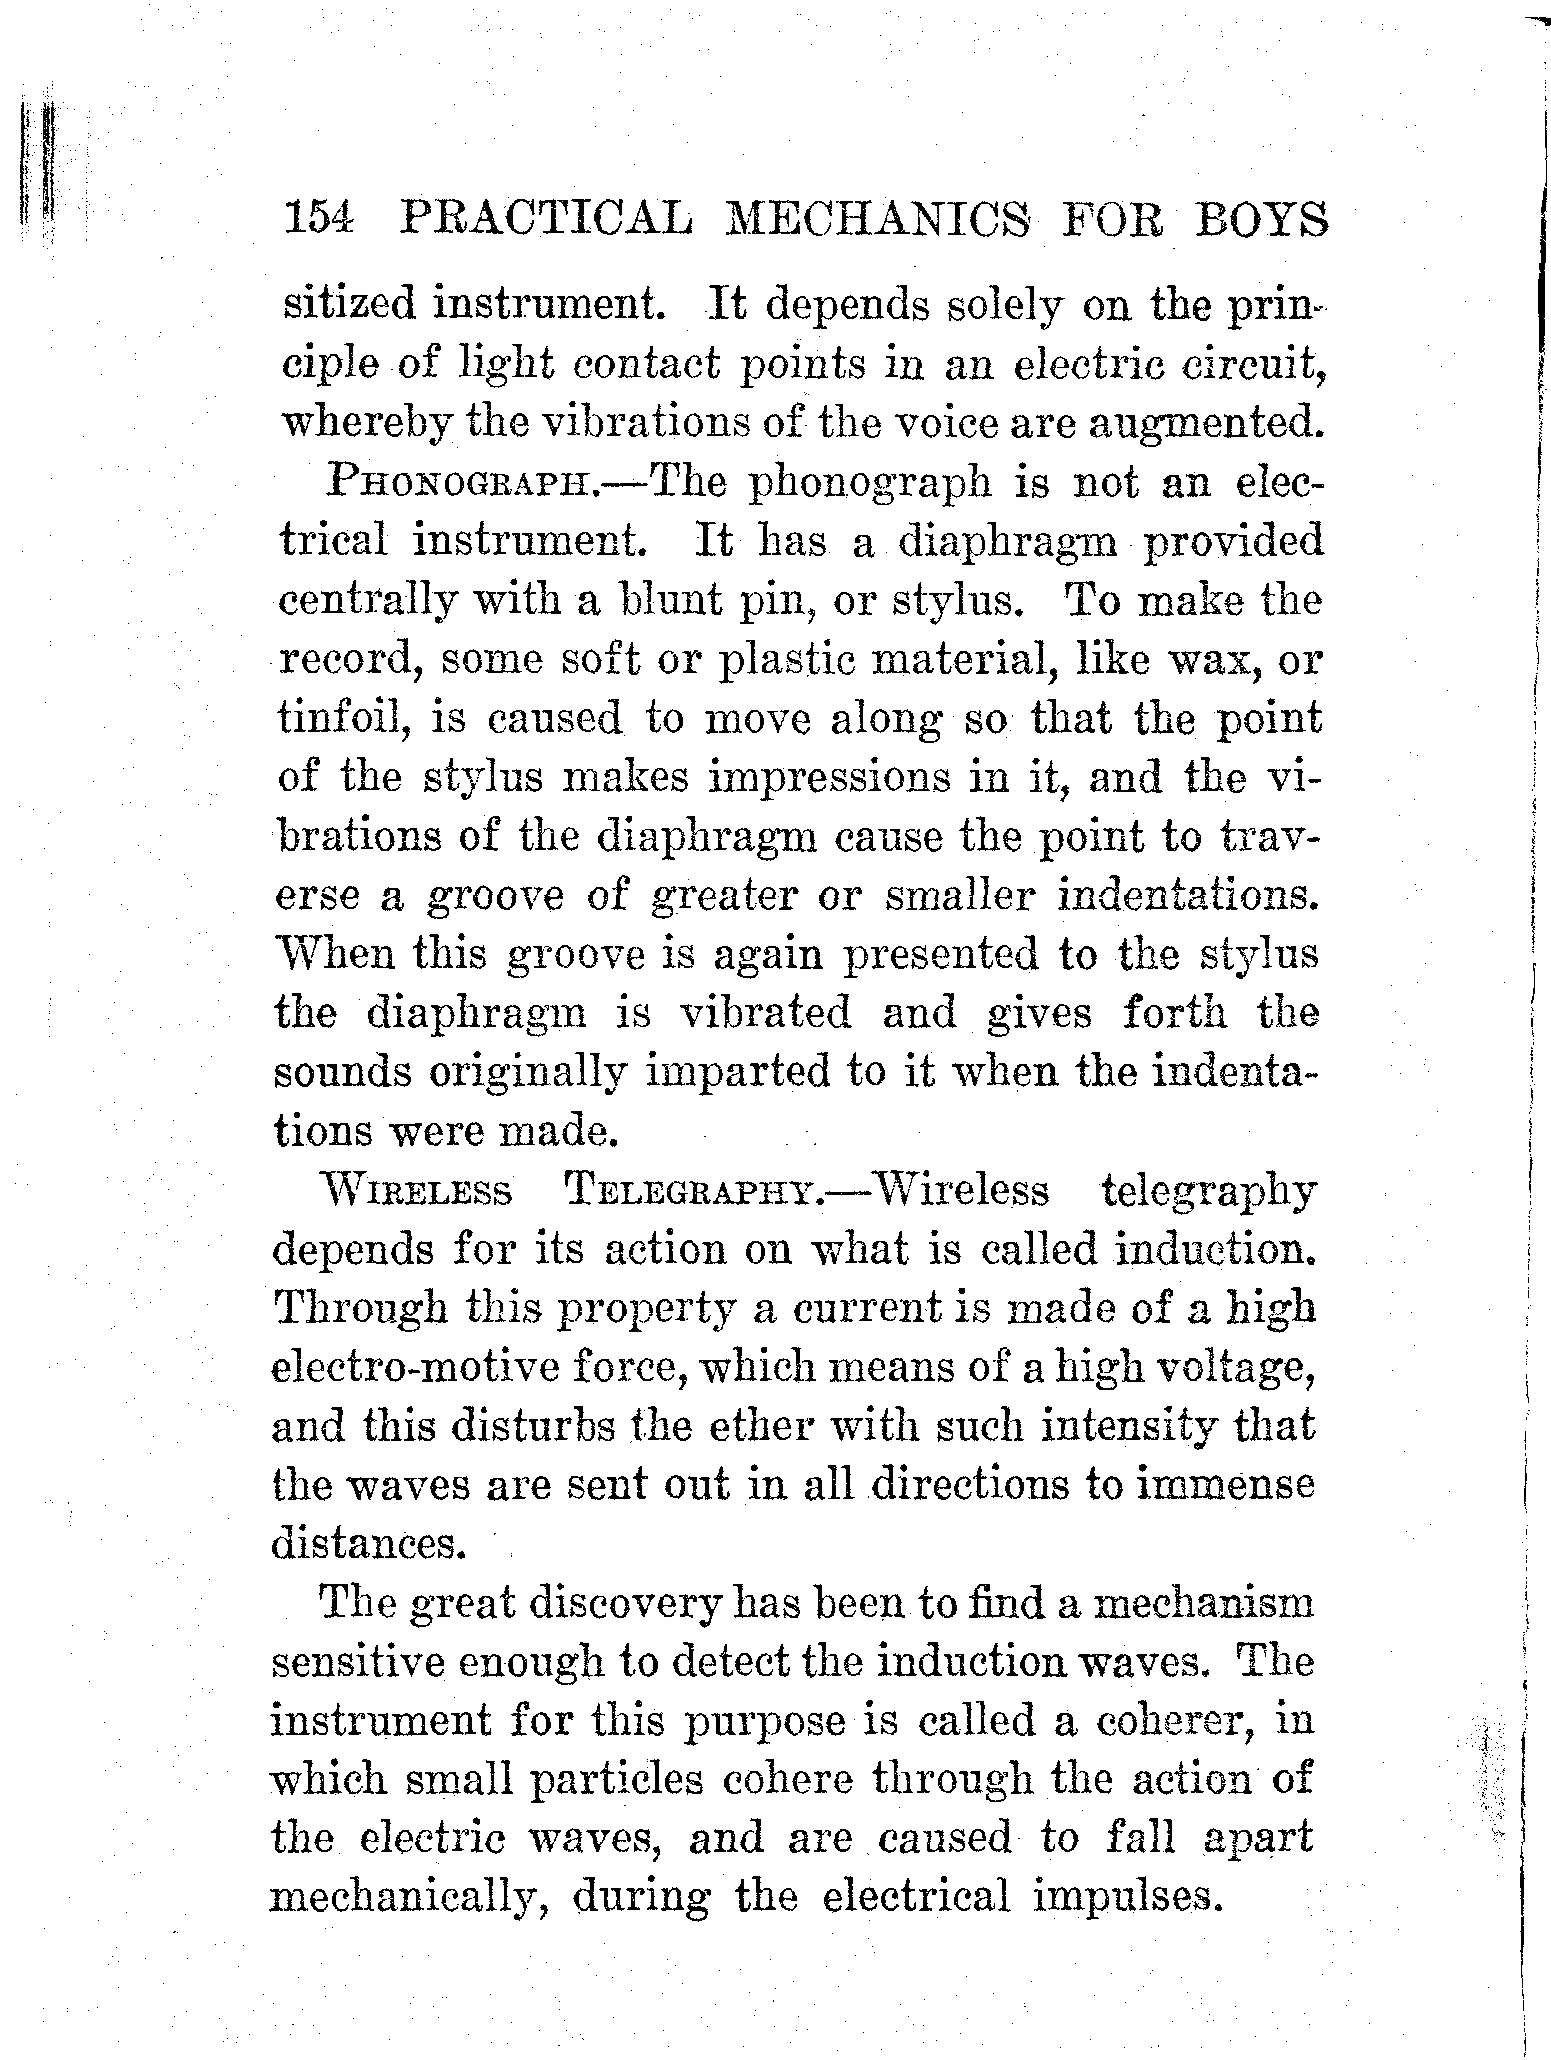 154 PRACTICAL MECHANICS FOR BOYS
sitized instrument. It depends solely on the prin-
ciple of light contact points in an electric circuit,
whereby the vibrations of the voice are augmented.
PHONOGRAPH.—The phonograph is not an elec-
trical instrument. It has a diaphragm provided
centrally with a blunt pin, or stylus. To make the
record, some soft or plastic material, like wax, or
tinfoil, is caused to move along so that the point
of the stylus makes impressions in it, and the vi-
brations of the diaphragm cause the point to trav-
erse a groove of greater or smaller indentations.
When this groove is again presented to the stylus
the diaphragm is vibrated and gives forth the
sounds originally imparted to it when the indenta-
tions were made.
WIRELESS TELEGRAPHY.—Wireless telegraphy
depends for its action on what is called induction.
Through this property a current is made of a high
electro-motive force, which means of a high voltage,
and this disturbs the ether with such intensity that
the waves are sent out in all directions to immense
distances.
The great discovery has been to find a mechanism
sensitive enough to detect the induction waves. The
instrument for this purpose is called a coherer, in
which small particles cohere through the action of
the electric waves, and are caused to fall apart
mechanically, during the electrical impulses.